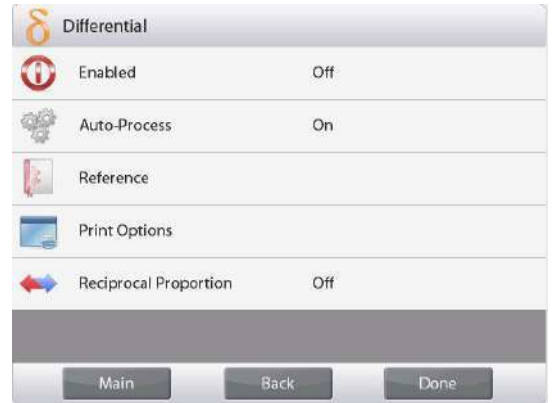 δ Differential
Enabled Off
Auto-Process On
Reference
Print Options
Reciprocal Proportion Off
Main Back Done